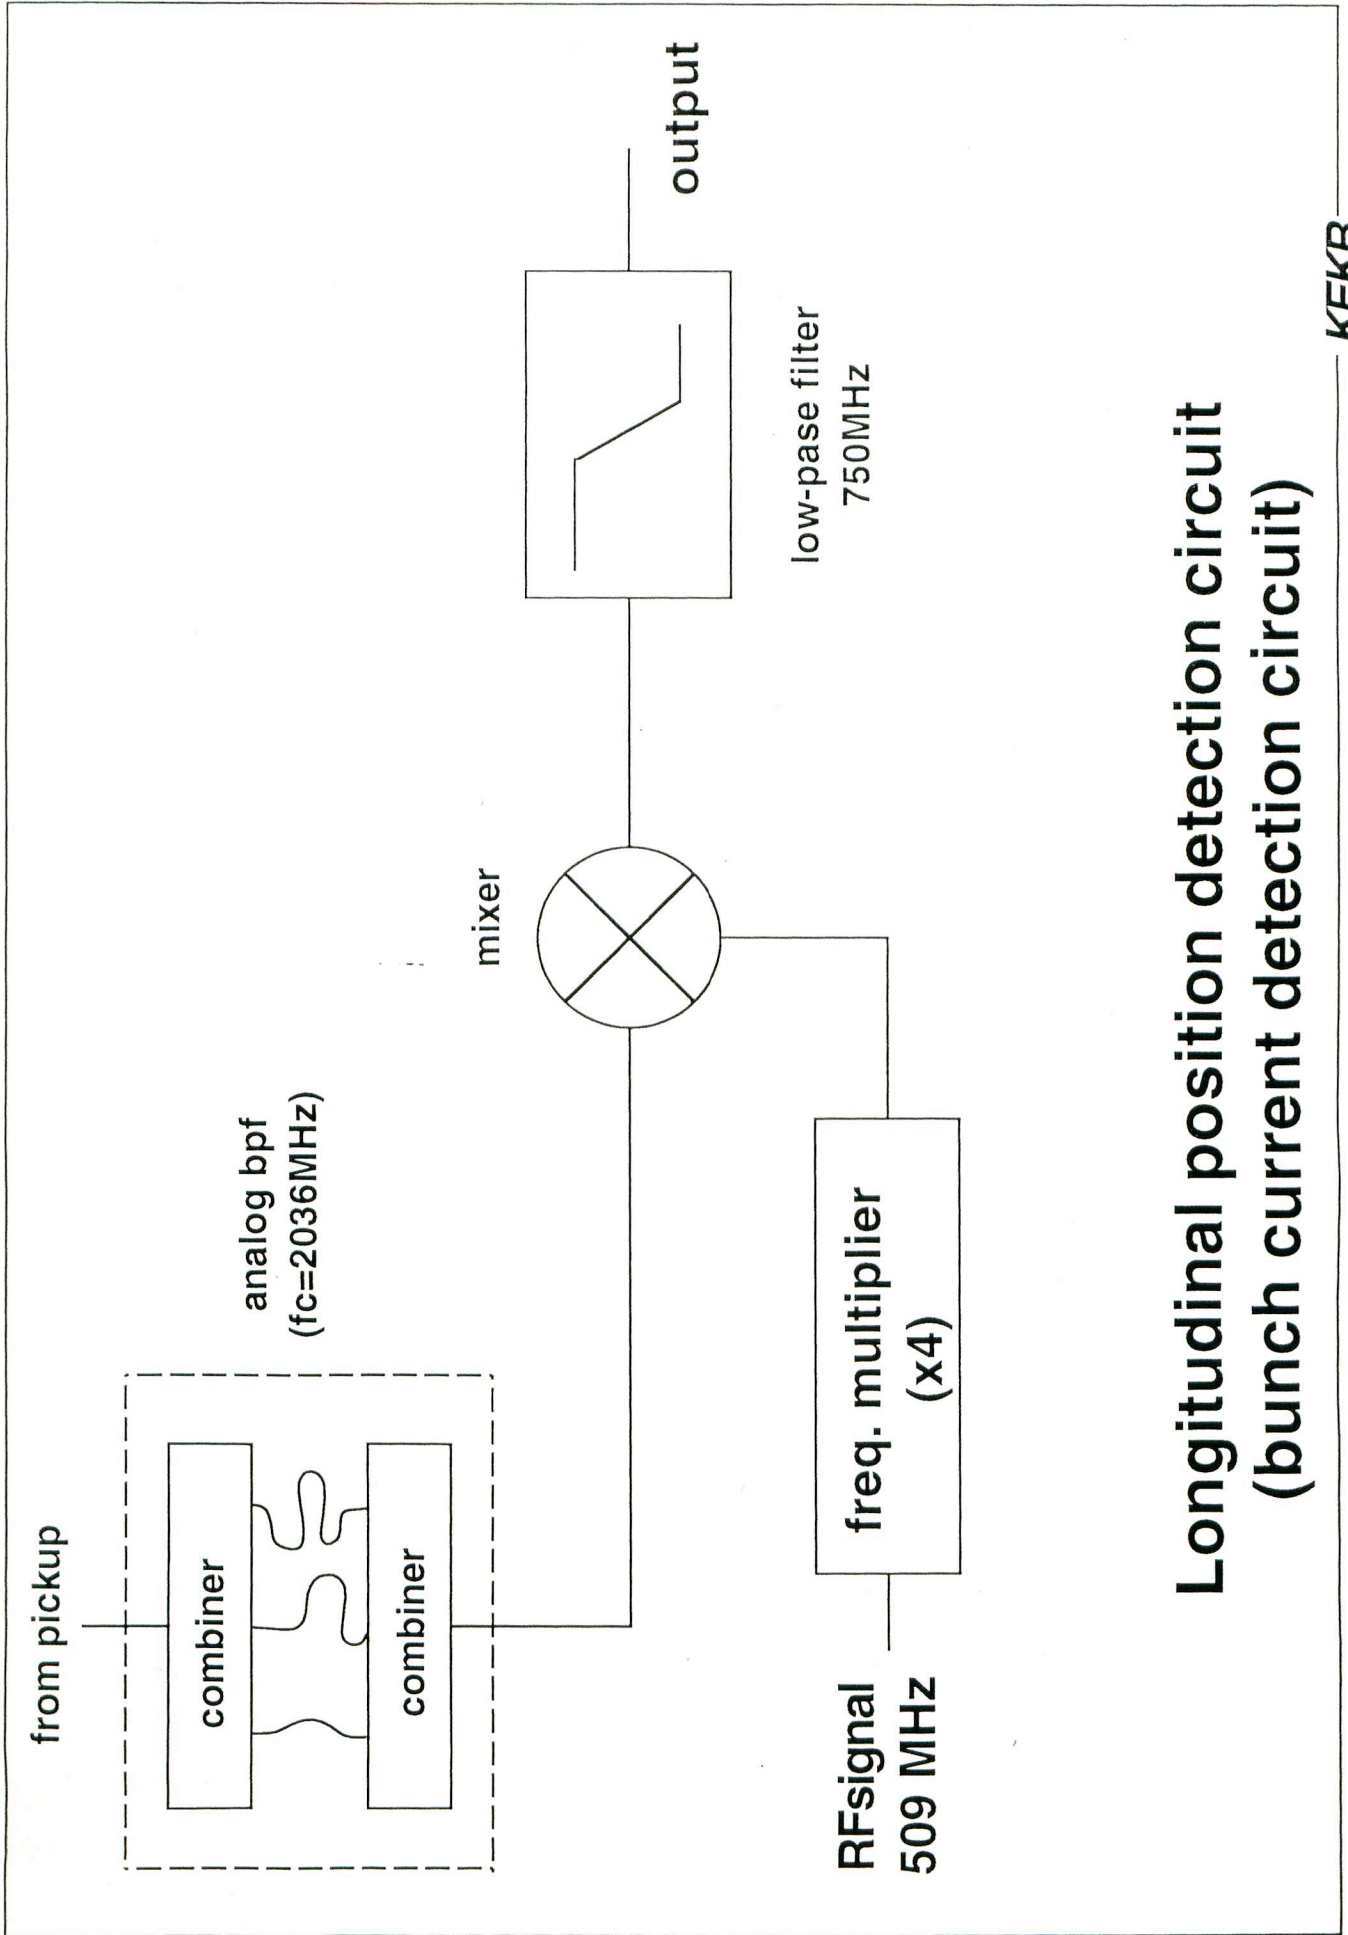 from pickup
combiner
combiner
analog bpf
(fc=2036MHz)
mixer
output
low-pase filter
750MHz
RFsignal
509 MHz
freq. multiplier
(x4)
Longitudinal position detection circuit
(bunch current detection circuit)
KEKB